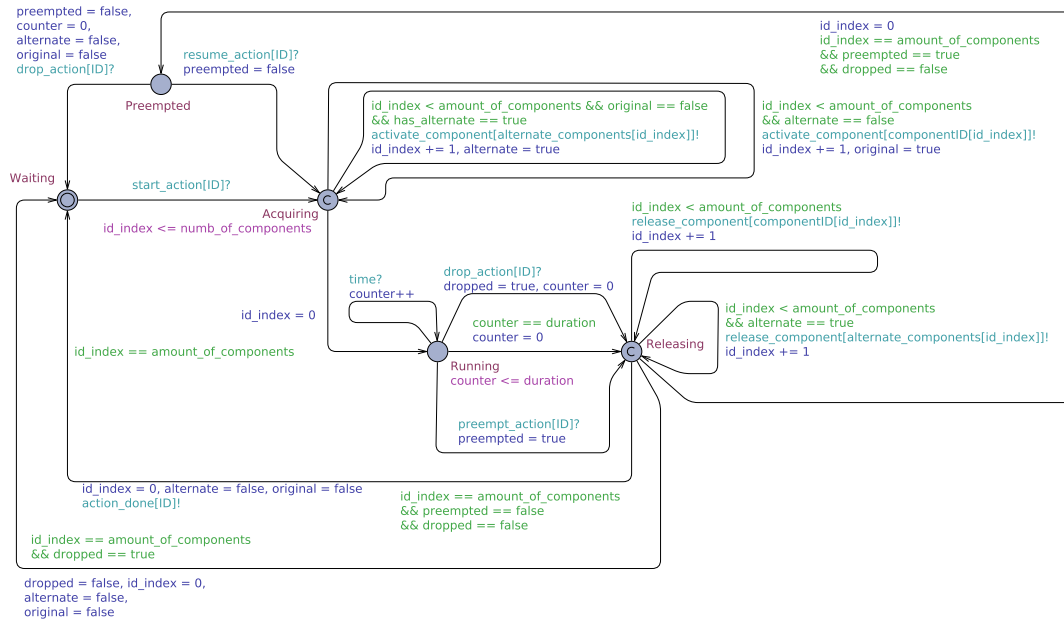 preempted = false,
counter = 0,
alternate = false,
original = false
drop_action[ID]?
resume_action[ID]?
preempted = false
Preempted
id_index = 0
id_index == amount_of_components
&& preempted == true
&& dropped == false
id_index < amount_of_components && original == false
&& has_alternate == true
activate_component[alternate_components[id_index]]!
id_index += 1, alternate = true
id_index < amount_of_components
&& alternate == false
activate_component[componentID[id_index]]!
id_index += 1, original = true
Waiting
start_action[ID]?
C
Acquiring
id_index <= numb_of_components
id_index < amount_of_components
release_component[componentID[id_index]]!
id_index += 1
time?
counter++
drop_action[ID]?
dropped = true, counter = 0
id_index = 0
counter == duration
counter = 0
id_index < amount_of_components
&& alternate == true
release_component[alternate_components[id_index]]!
id_index += 1
id_index == amount_of_components
C
Releasing
Running
counter <= duration
preempt_action[ID]?
preempted = true
id_index = 0, alternate = false, original = false
action_done[ID]!
id_index == amount_of_components
&& preempted == false
&& dropped == false
id_index == amount_of_components
&& dropped == true
dropped = false, id_index = 0,
alternate = false,
original = false